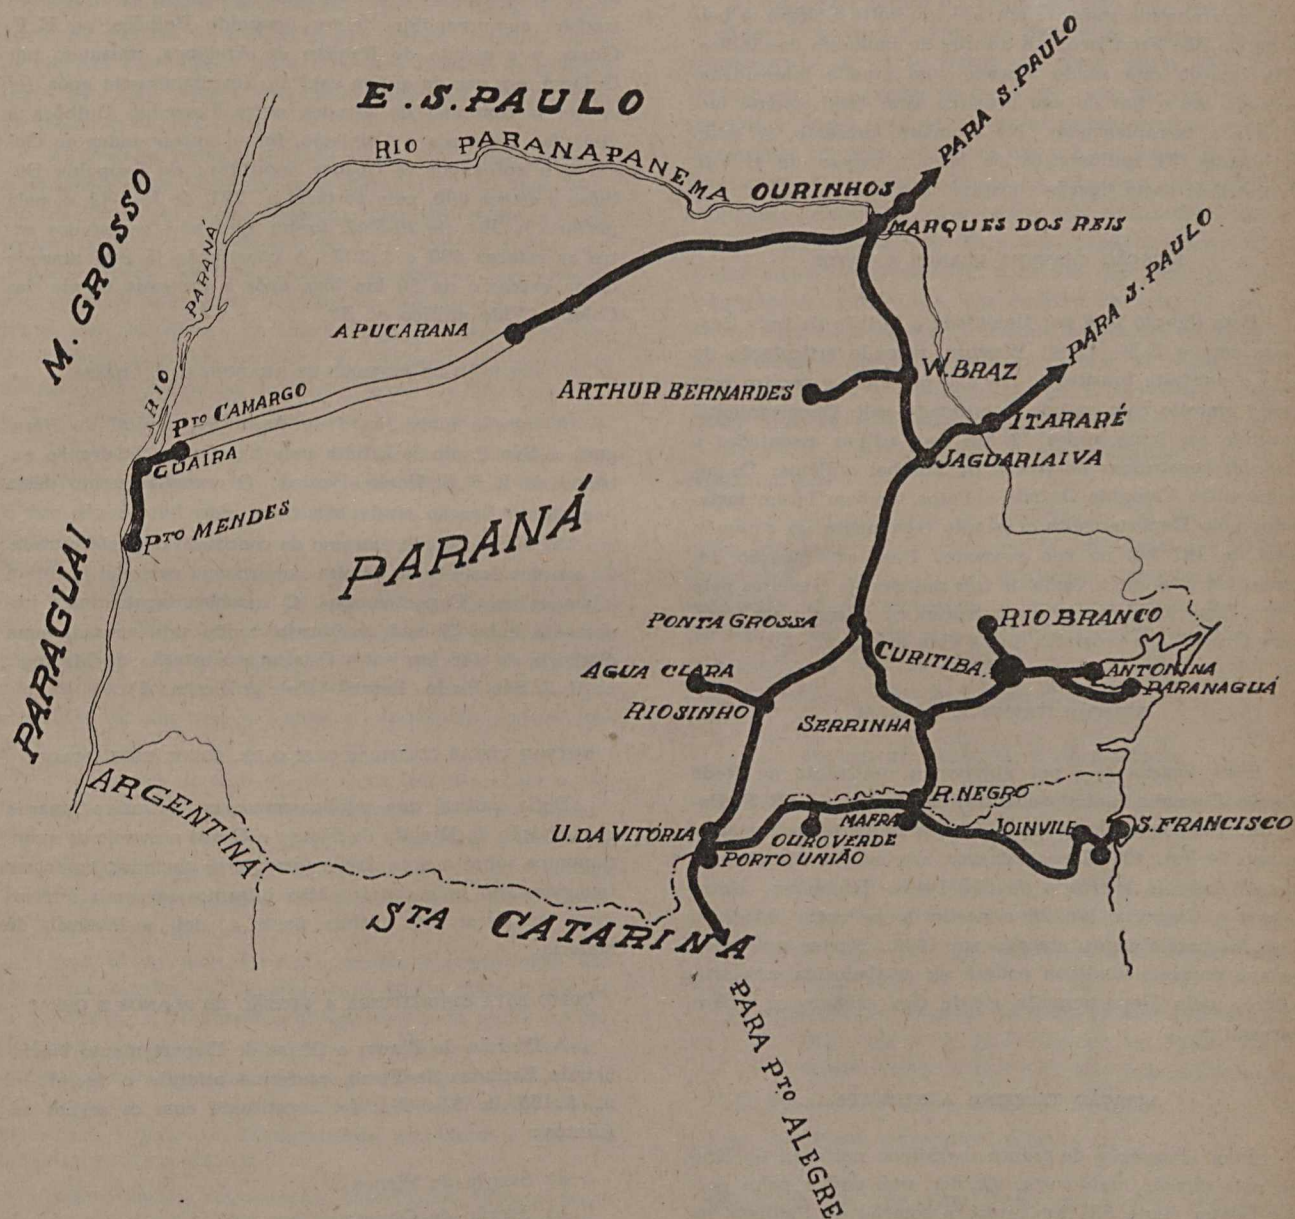 PARA S. PAULO
E. S. PAULO
RIO PARANAPANEMA
OURINHOS
M. GROSSO
MARQUES DOS REIS
PARA S. PAULO
RIO PARANÁ
APUCARANA
W. BRAZ
ARTHUR BERNARDES
PTO CAMARGO
ITARARÉ
GUAIRA
JAGUARIAIVA
PTO MENDES
PARANÁ
PARAGUAI
PONTA GROSSA
RIO BRANCO
CURITIBA
AGUA CLARA
ANTONINA
PARANAGUÁ
RIOSINHO
SERRINHA
ARGENTINA
R. NEGRO
MAFRA
U. DA VITÓRIA
OURO VERDE
JOINVILE
S. FRANCISCO
PORTO UNIÃO
STA CATARINA
PARA PTO ALEGRE